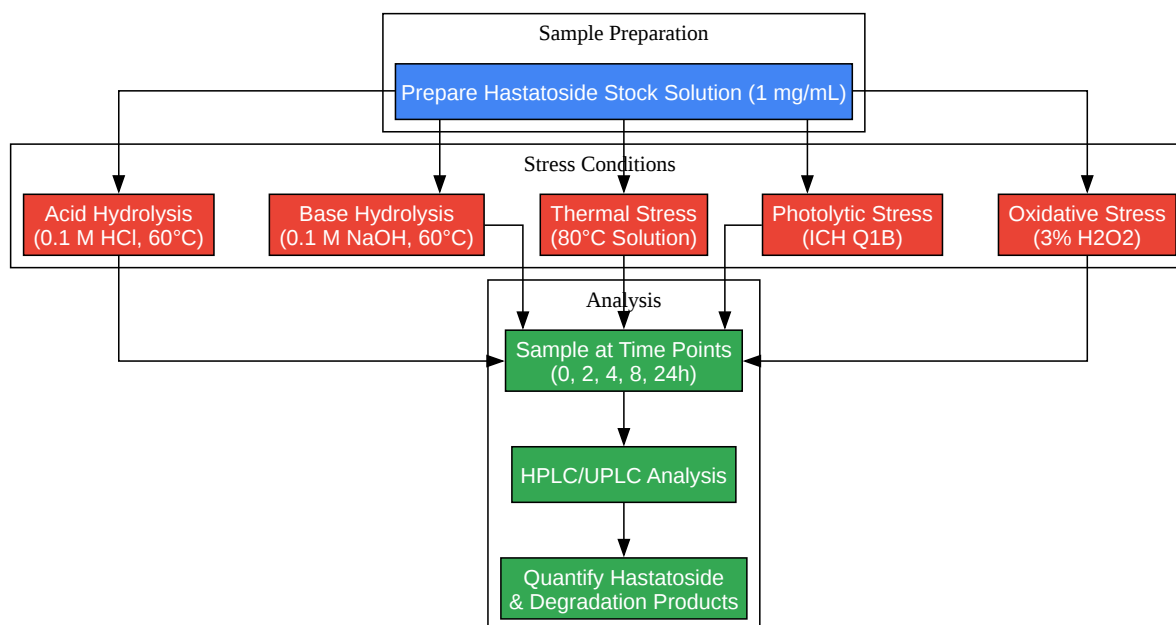 Sample Preparation
Prepare Hastatoside Stock Solution (1 mg/mL)
Stress Conditions
Acid Hydrolysis
(0.1 M HCl, 60°C)
Base Hydrolysis
(0.1 M NaOH, 60°C)
Thermal Stress
(80°C Solution)
Photolytic Stress
(ICH Q1B)
Oxidative Stress
(3% H2O2)
Analysis
Sample at Time Points
(0, 2, 4, 8, 24h)
HPLC/UPLC Analysis
Quantify Hastatoside
& Degradation Products